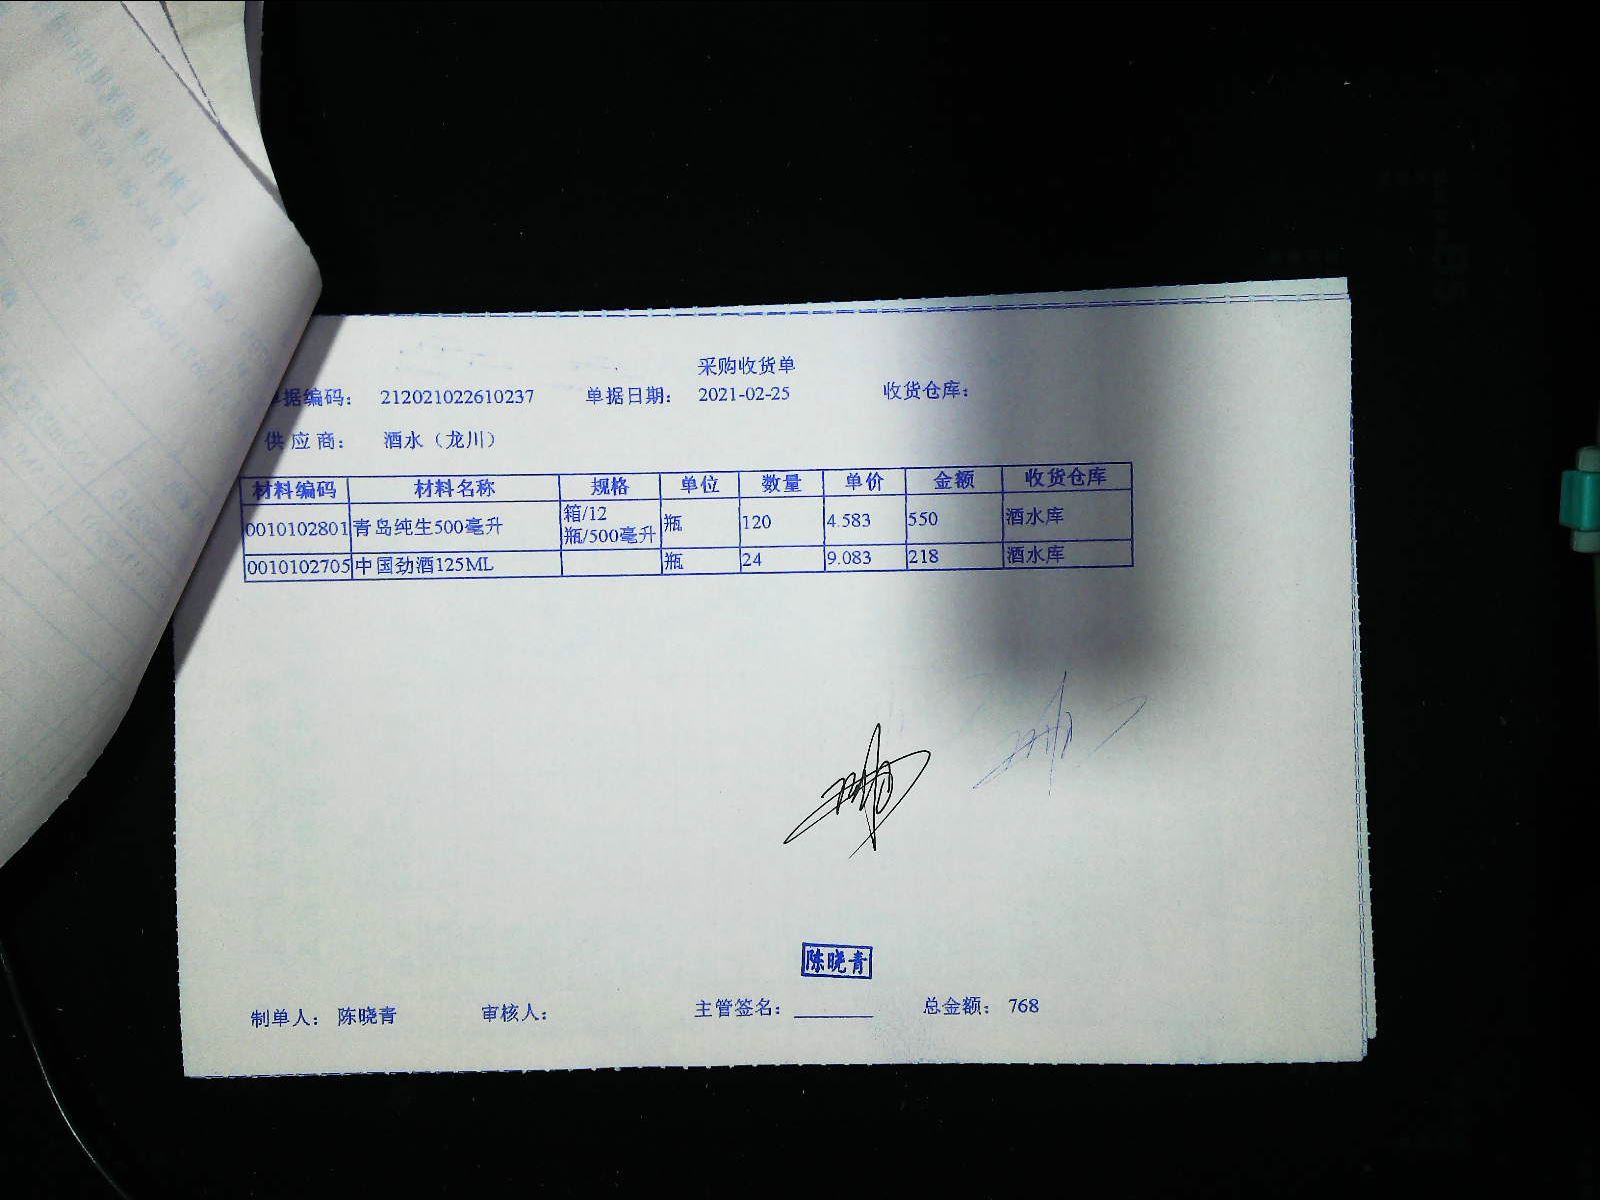 采购收货单
单据编码： 212021022610237 单据日期： 2021-02-25 收货仓库：
供应商： 酒水（龙川）
材料编码 材料名称 规格 单位 数量 单价 金额 收货仓库
0010102801 青岛纯生500毫升 箱/12瓶/500毫升 瓶 120 4.583 550 酒水库
0010102705 中国劲酒125ML 瓶 24 9.083 218 酒水库
陈晓青
制单人： 陈晓青 审核人： 主管签名： 总金额： 768